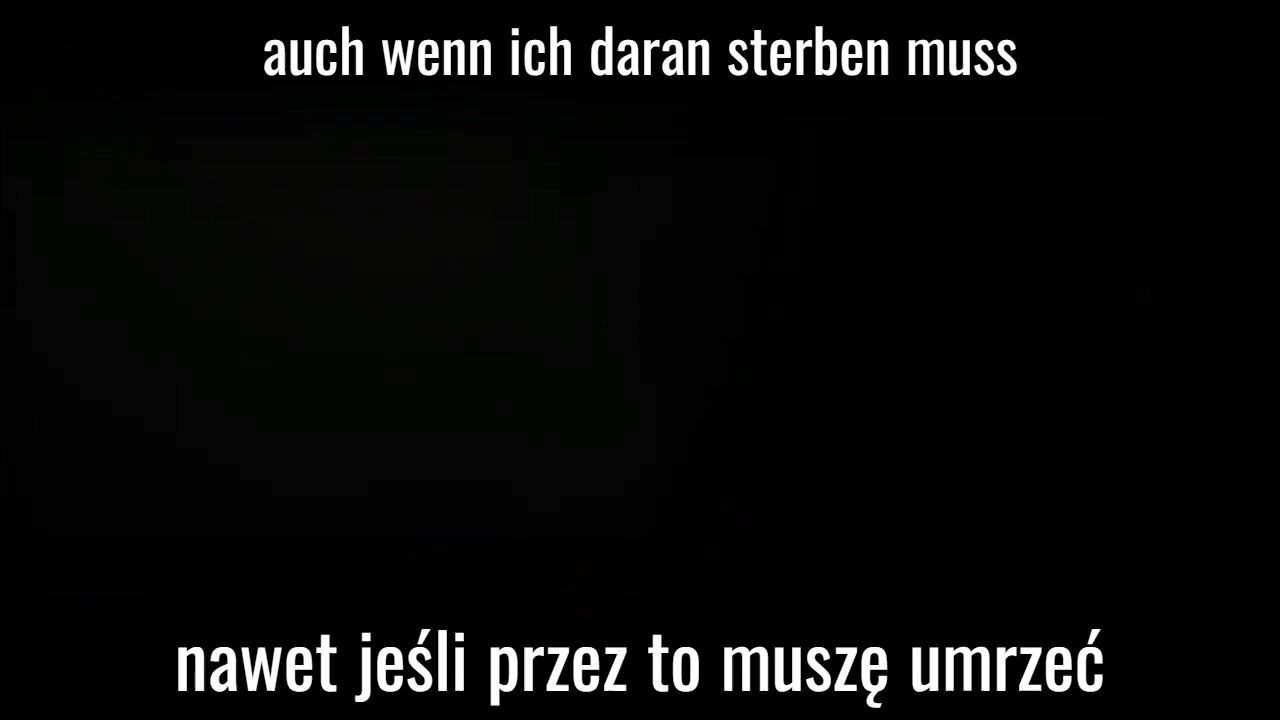 auch wenn ich daran sterben muss
nawet jeśli przez to muszę umrzeć